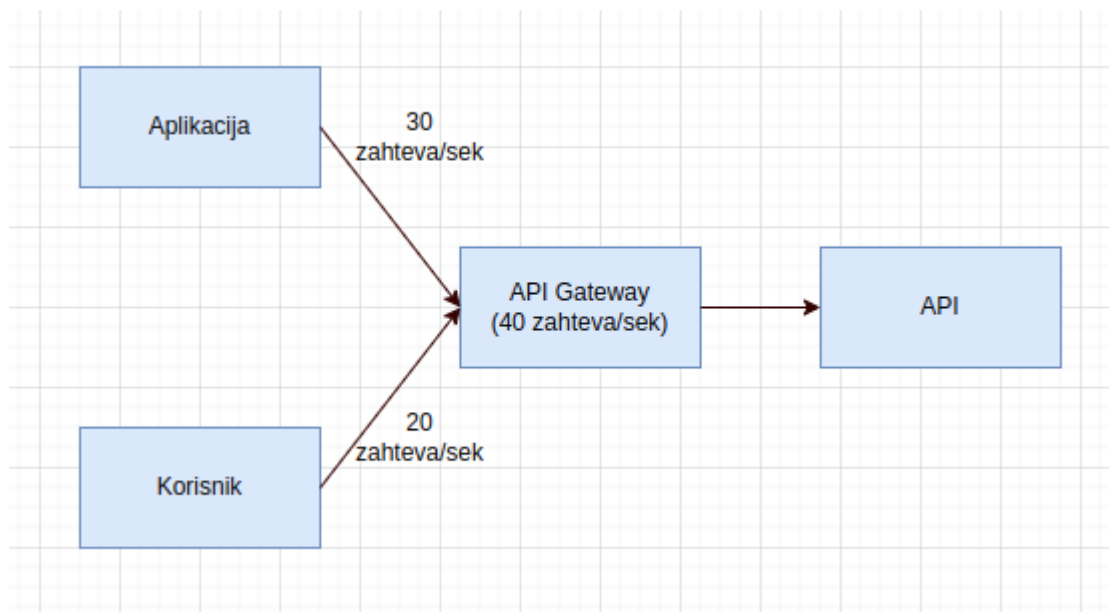 Aplikacija
30
zahteva/sek
API Gateway
(40 zahteva/sek)
API
20
zahteva/sek
Korisnik